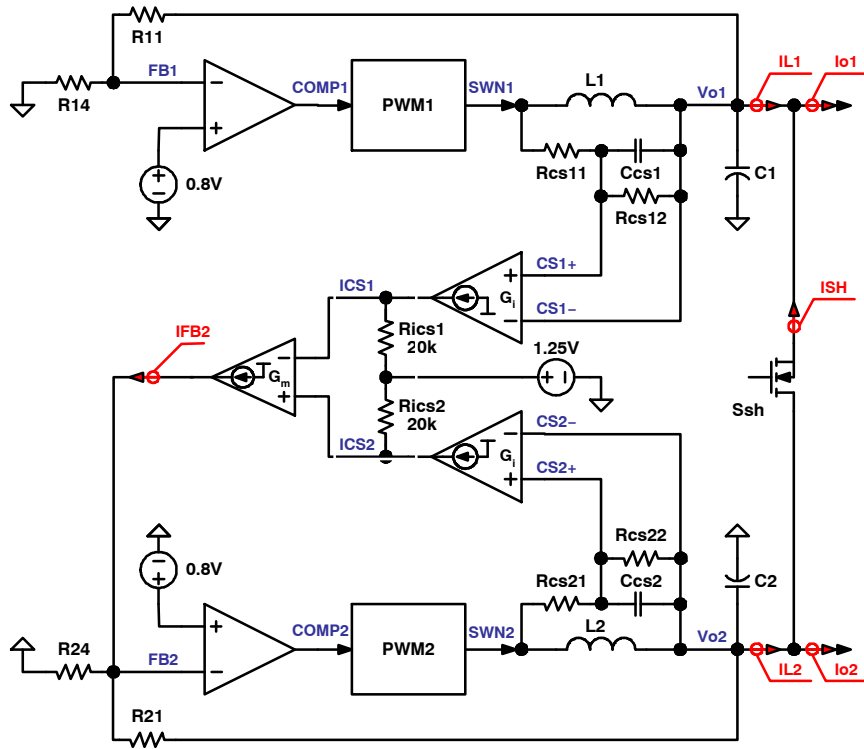 R11
IL1
Io1
FB1
COMP1
SWN1
L1
Vo1
R14
−
PWM1
+
0.8V
+
−
Rcs11
Ccs1
C1
Rcs12
ICS1
CS1+
+
Gi
CS1−
−
ISH
IFB2
Rics1
20k
1.25V
−
Gm
+
+ −
Rics2
20k
Ssh
ICS2
CS2−
−
Gi
CS2+
+
Rcs22
−
+
0.8V
Rcs21
Ccs2
C2
+
COMP2
PWM2
SWN2
L2
Vo2
R24
FB2
−
IL2
Io2
R21